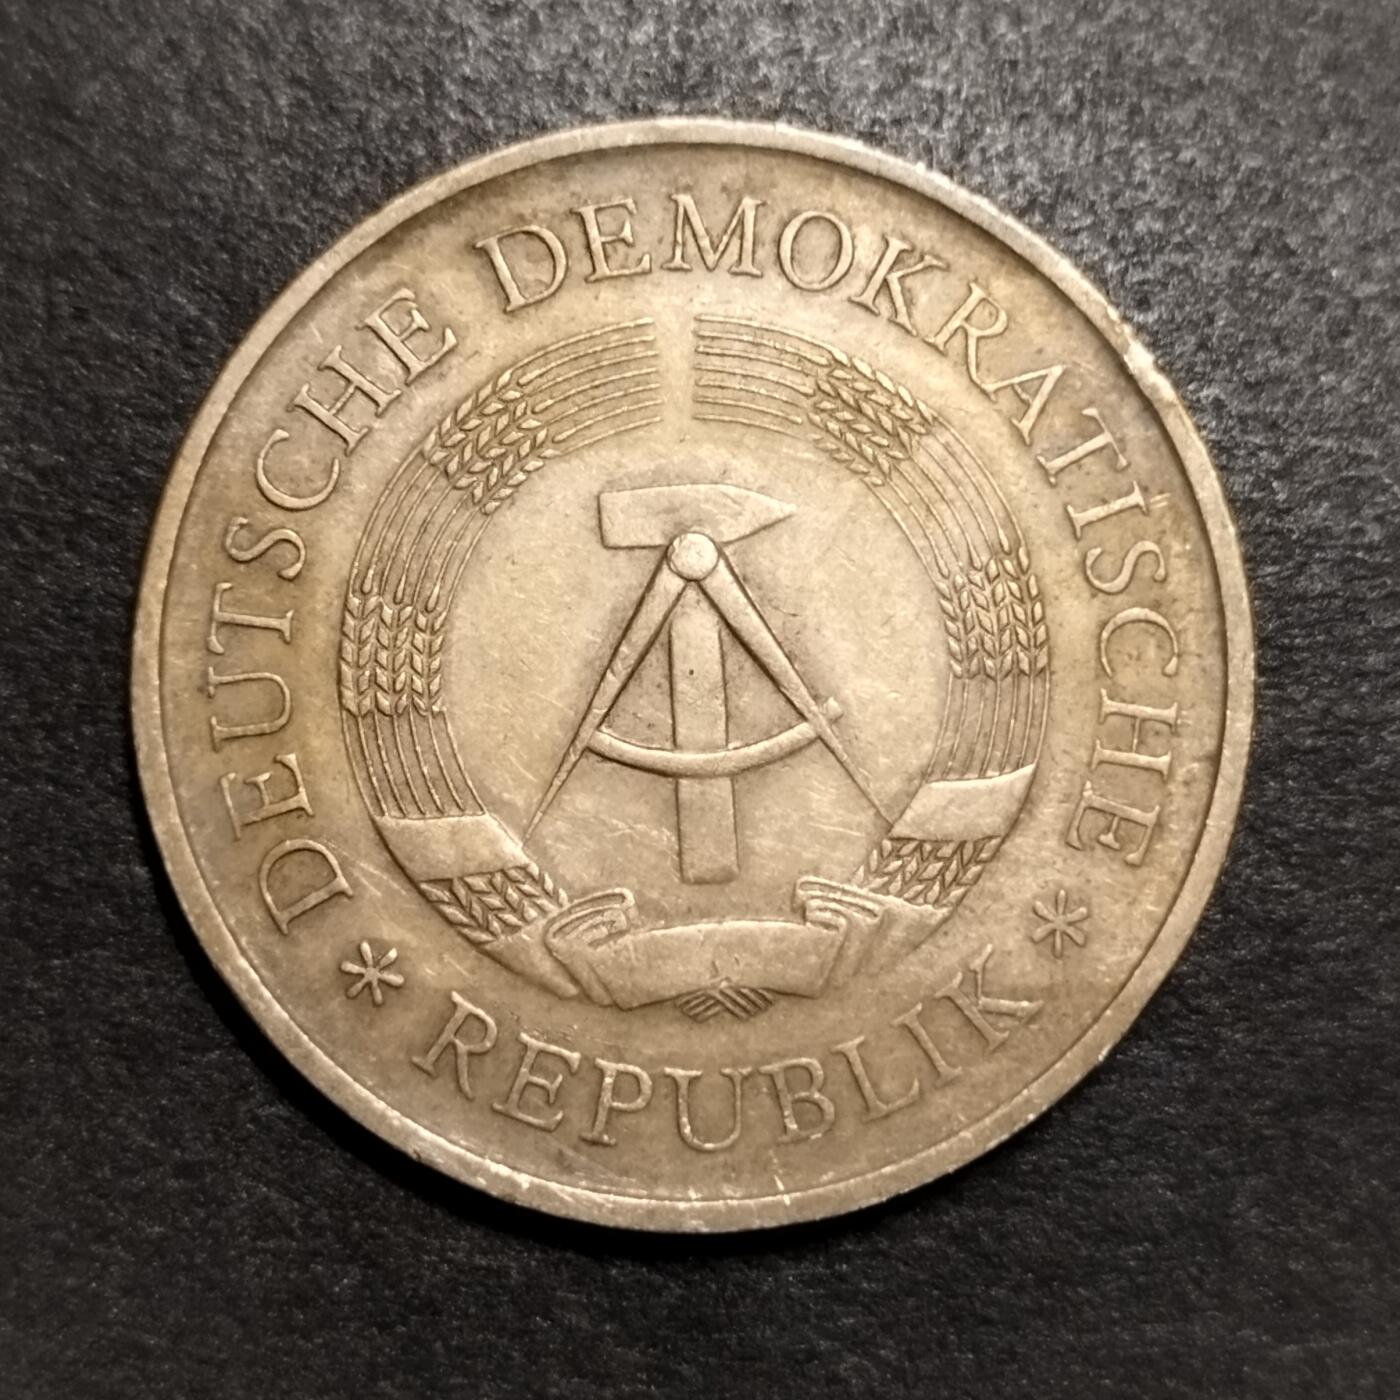 DEUTSCHE DEMOKRATISCHE
* REPUBLIK *